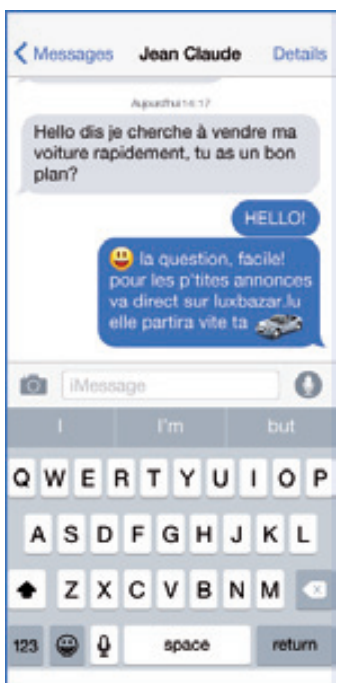 Messages Jean Claude Details
Hello dis je cherche à vendre ma
voiture rapidement, tu as un bon
plan?
HELLO!
la question, facile!
pour les p'tites annonces
va direct sur luxbazar.lu
elle partira vite ta
iMessage
I I'm but
Q W E R T Y U I O P
A S D F G H J K L
Z X C V B N M
123 space return